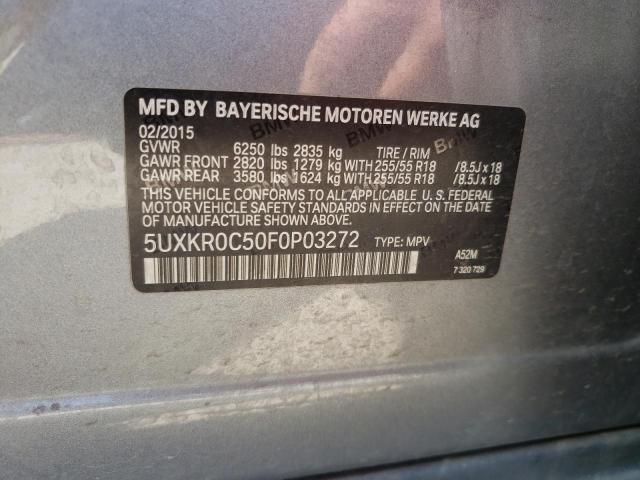 MFD BY BAYERISCHE MOTOREN WERKE AG
02/2015
GVWR 6250 lbs 2835 kg TIRE / RIM
GAWR FRONT 2820 lbs 1279 kg WITH 255/55 R18 /8.5J x 18
GAWR REAR 3580 lbs 1624 kg WITH 255/55 R18 /8.5J x 18
THIS VEHICLE CONFORMS TO ALL APPLICABLE U.S. FEDERAL
MOTOR VEHICLE SAFETY STANDARDS IN EFFECT ON THE DATE OF
MANUFACTURE SHOWN ABOVE.
5UXKR0C50F0P03272 TYPE: MPV
A52M
7 320 729